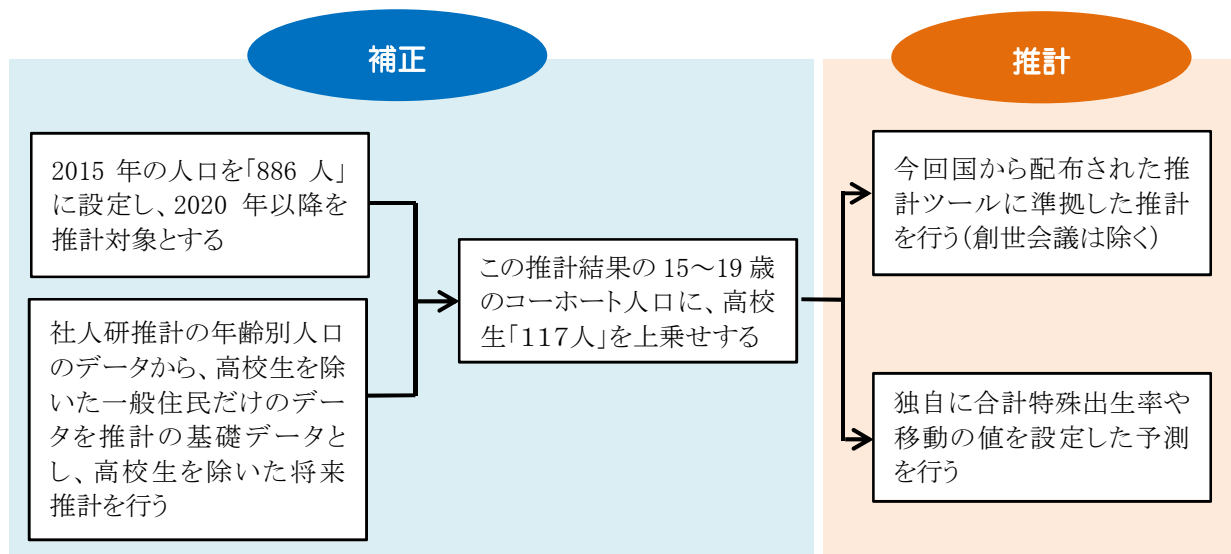 補正
2015 年の人口を「886 人」
に設定し、2020 年以降を
推計対象とする
社人研推計の年齢別人口
のデータから、高校生を除
いた一般住民だけのデー
タを推計の基礎データと
し、高校生を除いた将来
推計を行う
この推計結果の 15～19 歳
のコーホート人口に、高校
生「117人」を上乗せする
推計
今回国から配布された推
計ツールに準拠した推計
を行う（創世会議は除く）
独自に合計特殊出生率や
移動の値を設定した予測
を行う